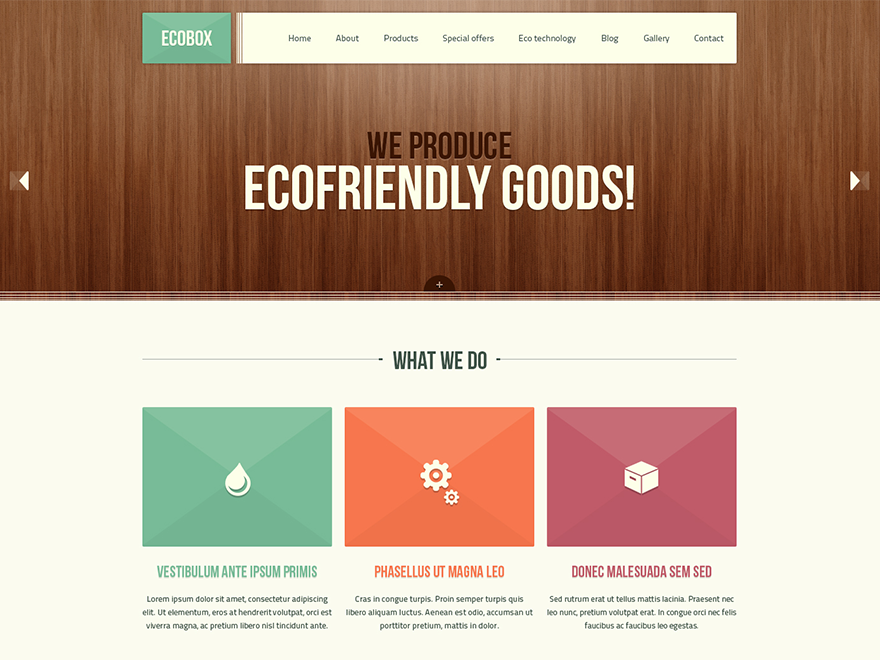 ECOBOX
Home About Products Special offers Eco technology Blog Gallery Contact
WE PRODUCE
ECOFRIENDLY GOODS!
+
- WHAT WE DO -
VESTIBULUM ANTE IPSUM PRIMIS
Lorem ipsum dolor sit amet, consectetur adipiscing
elit. Ut elementum, eros at hendrerit volutpat, orci est
viverra magna, ac pretium libero nisl tincidunt ante.
PHASELLUS UT MAGNA LEO
Cras in congue turpis. Proin semper turpis quis
libero aliquam luctus. Aenean est odio, accumsan ut
porttitor pretium, mattis in dolor.
DONEC MALESUADA SEM SED
Sed rutrum erat ut tellus mattis lacinia. Praesent nec
leo nunc, pretium volutpat erat. In congue orci nec felis
faucibus ac faucibus leo egestas.